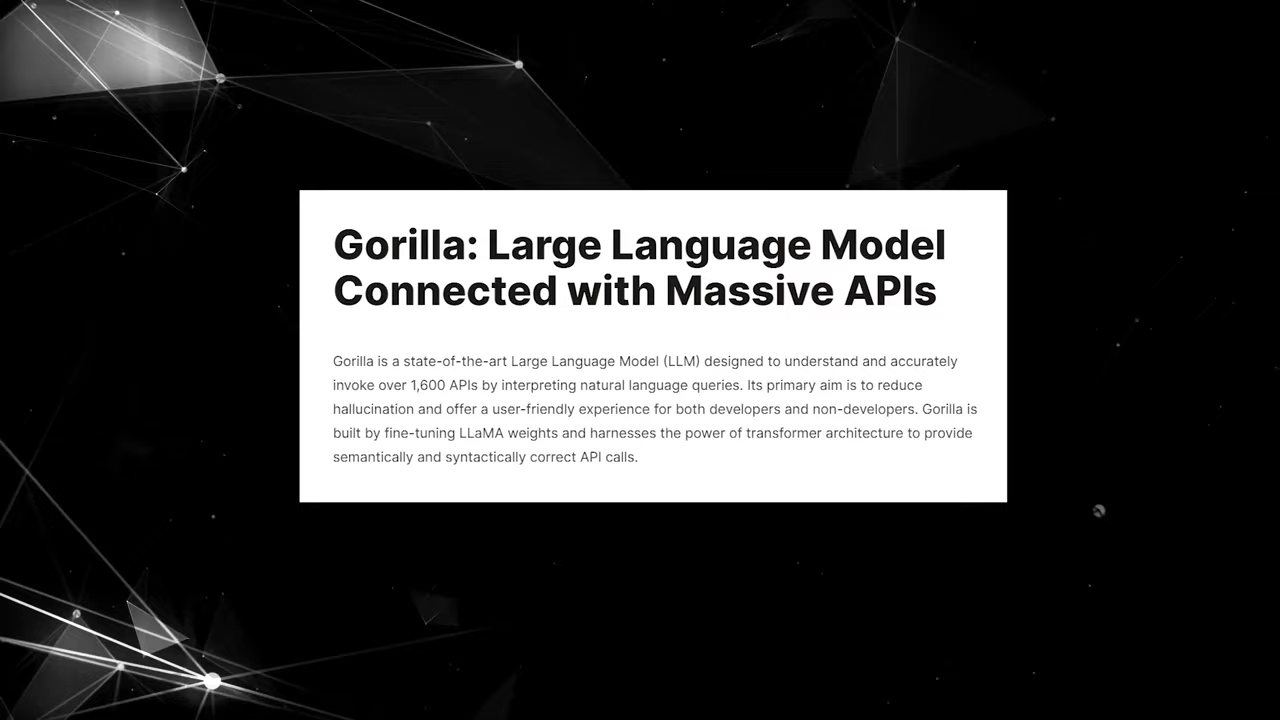 Gorilla: Large Language Model
Connected with Massive APIs
Gorilla is a state-of-the-art Large Language Model (LLM) designed to understand and accurately
invoke over 1,600 APIs by interpreting natural language queries. Its primary aim is to reduce
hallucination and offer a user-friendly experience for both developers and non-developers. Gorilla is
built by fine-tuning LLaMA weights and harnesses the power of transformer architecture to provide
semantically and syntactically correct API calls.